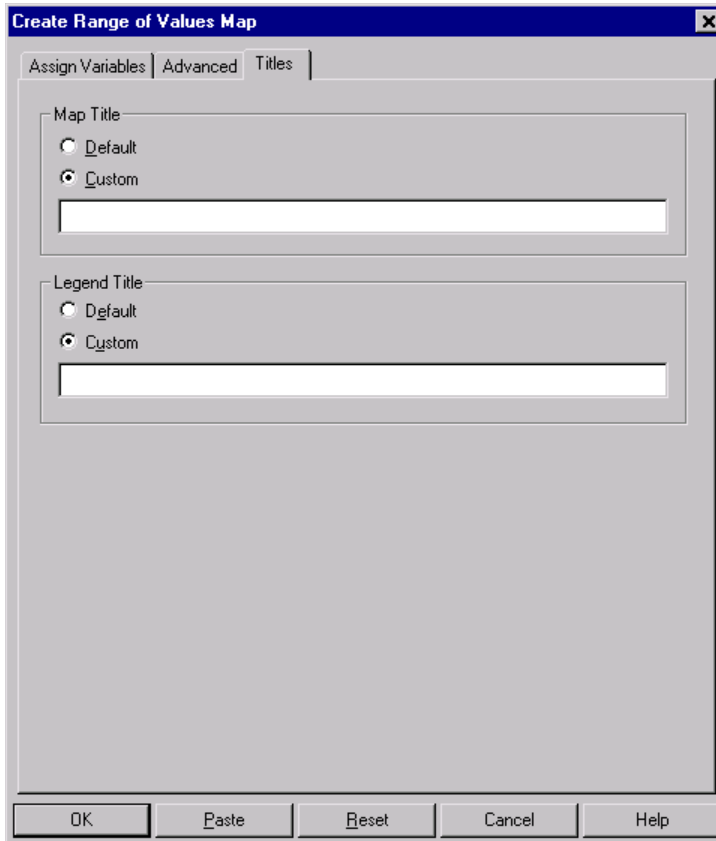 Create Range of Values Map
Assign Variables Advanced Titles
Map Title
Default
Custom
Legend Title
Default
Custom
OK Paste Reset Cancel Help